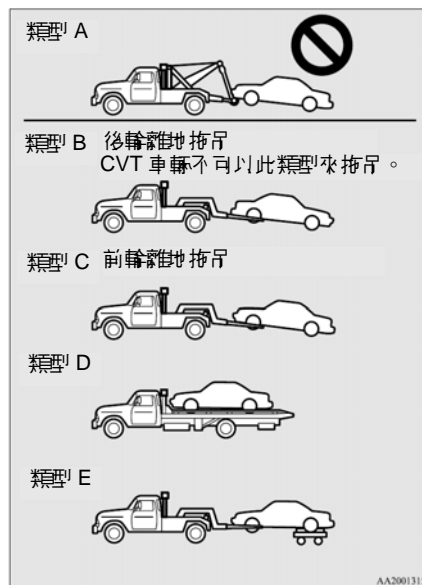 類型 A
類型 B 後輪離地拖吊
CVT 車輛不可以此類型來拖吊。
類型 C 前輪離地拖吊
類型 D
類型 E
AA2001319